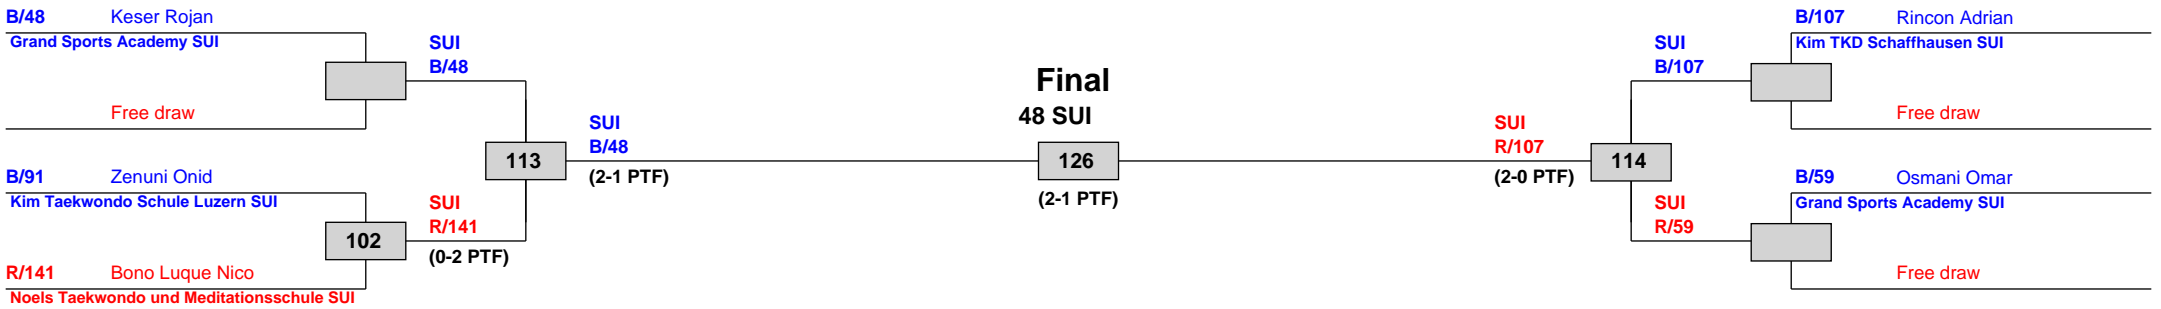 B/48 Keser Rojan
Grand Sports Academy SUI
Free draw
SUI
B/48
B/91 Zenuni Onid
Kim Taekwondo Schule Luzern SUI
102
R/141 Bono Luque Nico
Noels Taekwondo und Meditationsschule SUI
SUI
R/141
(0-2 PTF)
113
SUI
B/48
(2-1 PTF)
Final
48 SUI
126
(2-1 PTF)
SUI
R/107
(2-0 PTF)
114
SUI
B/107
SUI
R/59
B/107 Rincon Adrian
Kim TKD Schaffhausen SUI
Free draw
B/59 Osmani Omar
Grand Sports Academy SUI
Free draw